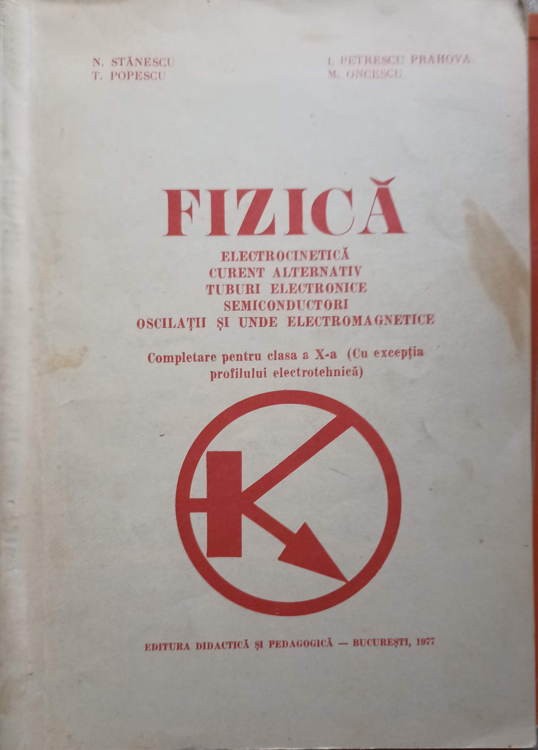 N. STĂNESCU I. PETRESCU PRAHOVA
T. POPESCU M. ONCESCU
FIZICĂ
ELECTROCINETICĂ
CURENT ALTERNATIV
TUBURI ELECTRONICE
SEMICONDUCTORI
OSCILAȚII ȘI UNDE ELECTROMAGNETICE
Completare pentru clasa a X-a (Cu excepția
profilului electrotehnică)
EDITURA DIDACTICĂ ȘI PEDAGOGICĂ — BUCUREȘTI, 1977